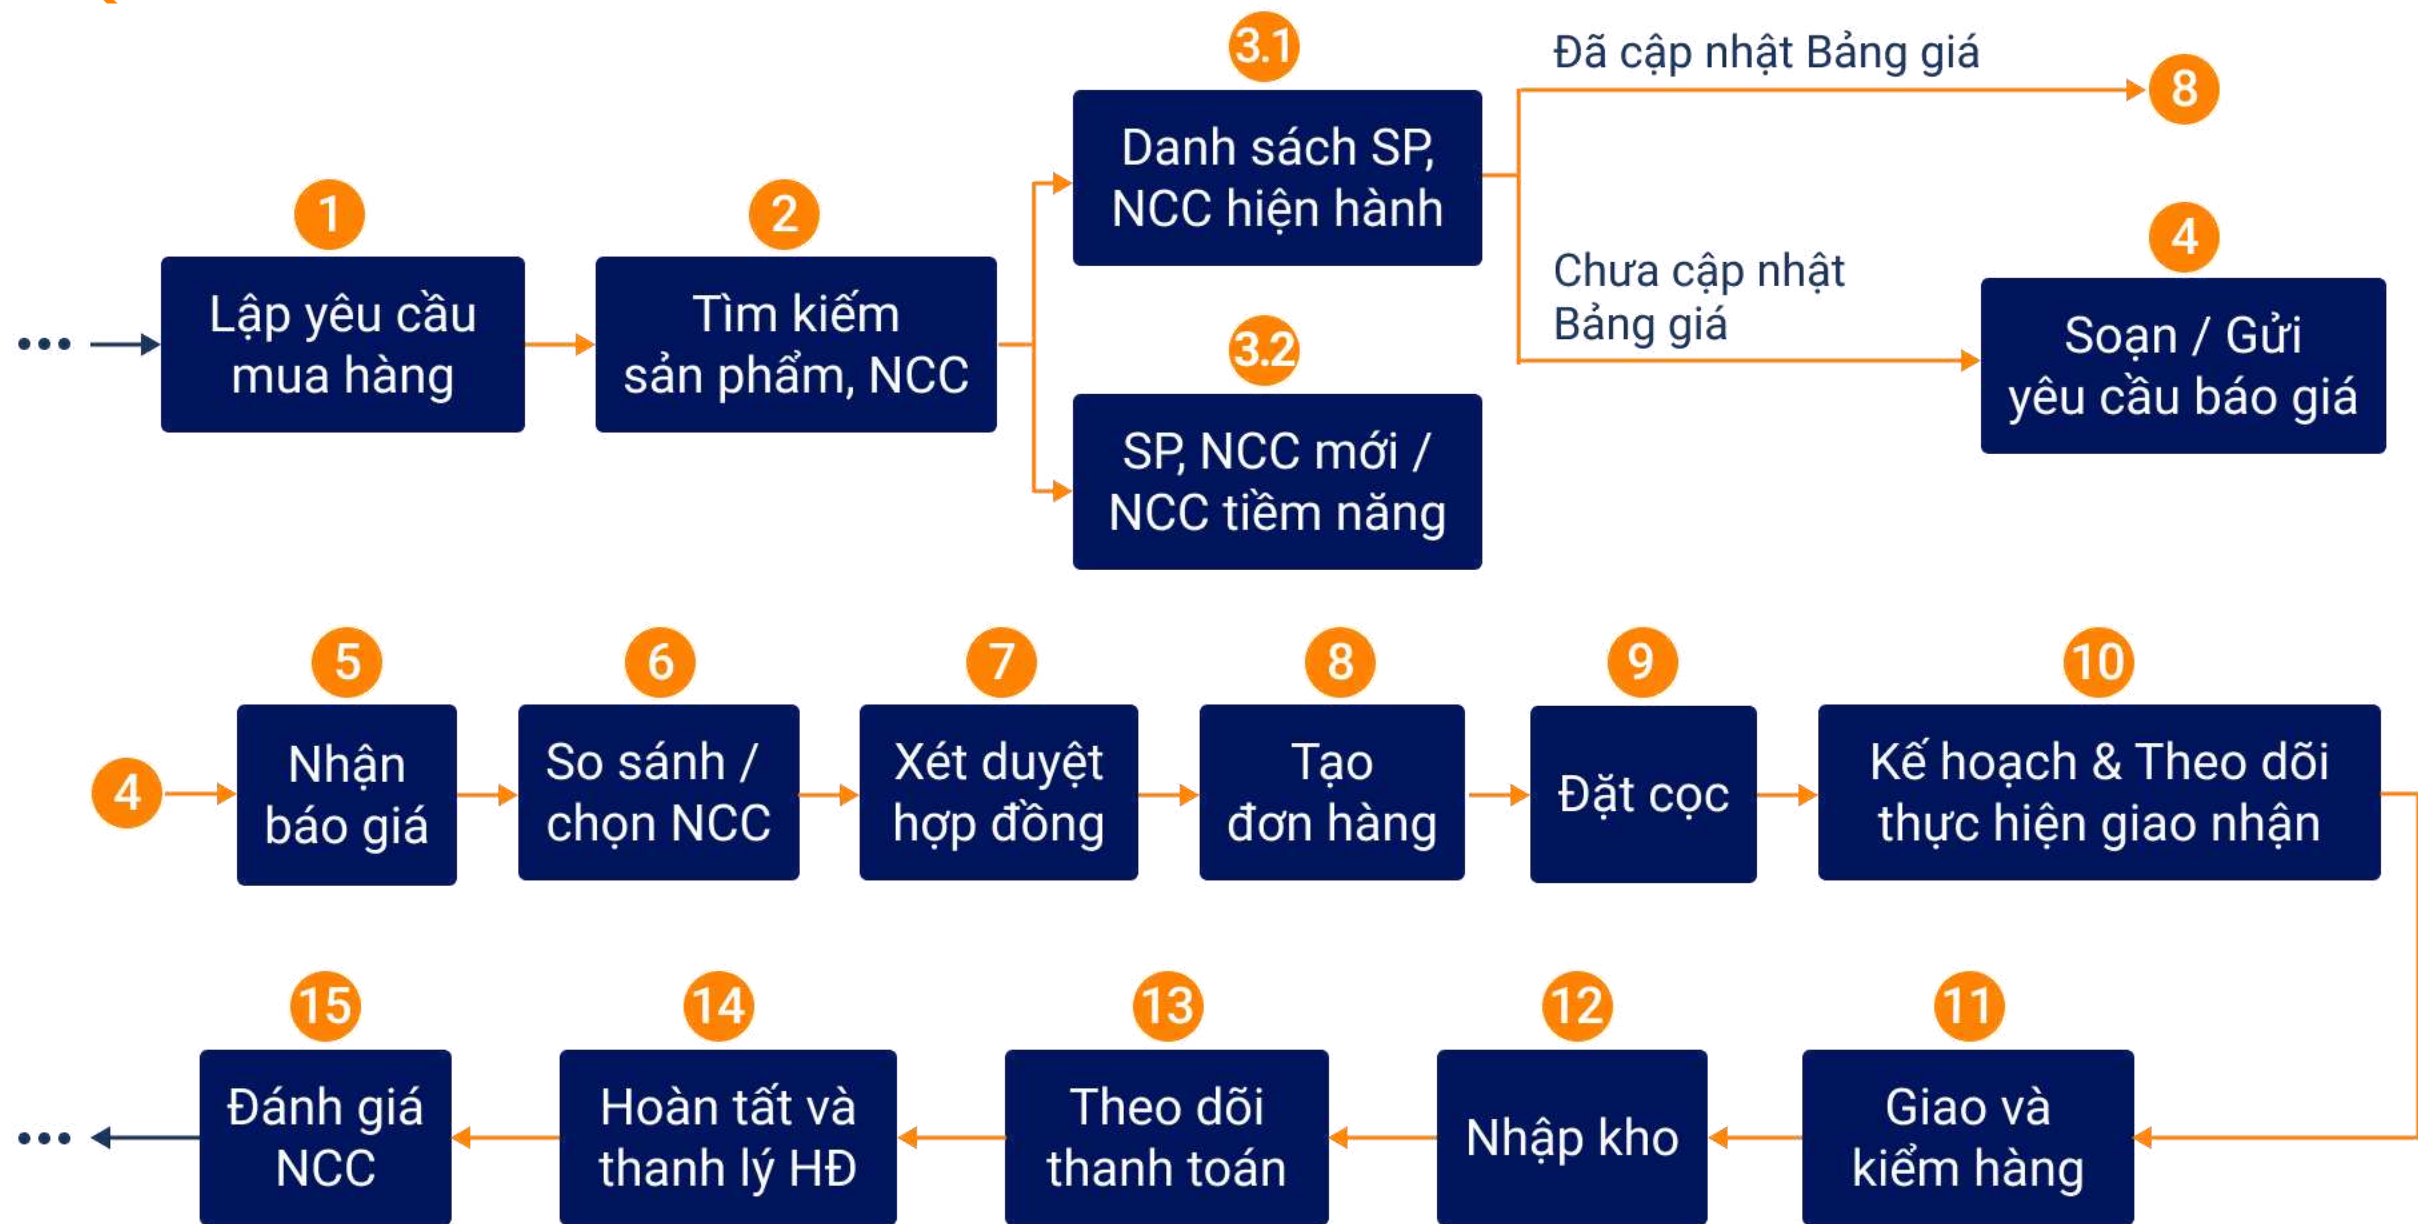 3.1
Đã cập nhật Bảng giá
8
Danh sách SP,
NCC hiện hành
1
2
4
Chưa cập nhật
Bảng giá
Lập yêu cầu
mua hàng
Tìm kiếm
sản phẩm, NCC
3.2
Soạn / Gửi
yêu cầu báo giá
SP, NCC mới /
NCC tiềm năng
5
6
7
8
9
10
4
Nhận
báo giá
So sánh /
chọn NCC
Xét duyệt
hợp đồng
Tạo
đơn hàng
Đặt cọc
Kế hoạch & Theo dõi
thực hiện giao nhận
15
14
13
12
11
Đánh giá
NCC
Hoàn tất và
thanh lý HĐ
Theo dõi
thanh toán
Nhập kho
Giao và
kiểm hàng